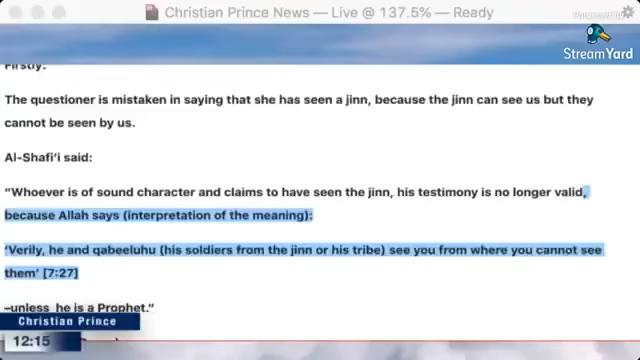 Christian Prince News — Live @ 137.5% — Ready
StreamYard
Firstly:
The questioner is mistaken in saying that she has seen a jinn, because the jinn can see us but they
cannot be seen by us.
Al-Shafi'i said:
"Whoever is of sound character and claims to have seen the jinn, his testimony is no longer valid,
because Allah says (interpretation of the meaning):
'Verily, he and qabeeluhu (his soldiers from the jinn or his tribe) see you from where you cannot see
them' [7:27]
–unless he is a Prophet."
Christian Prince
12:15